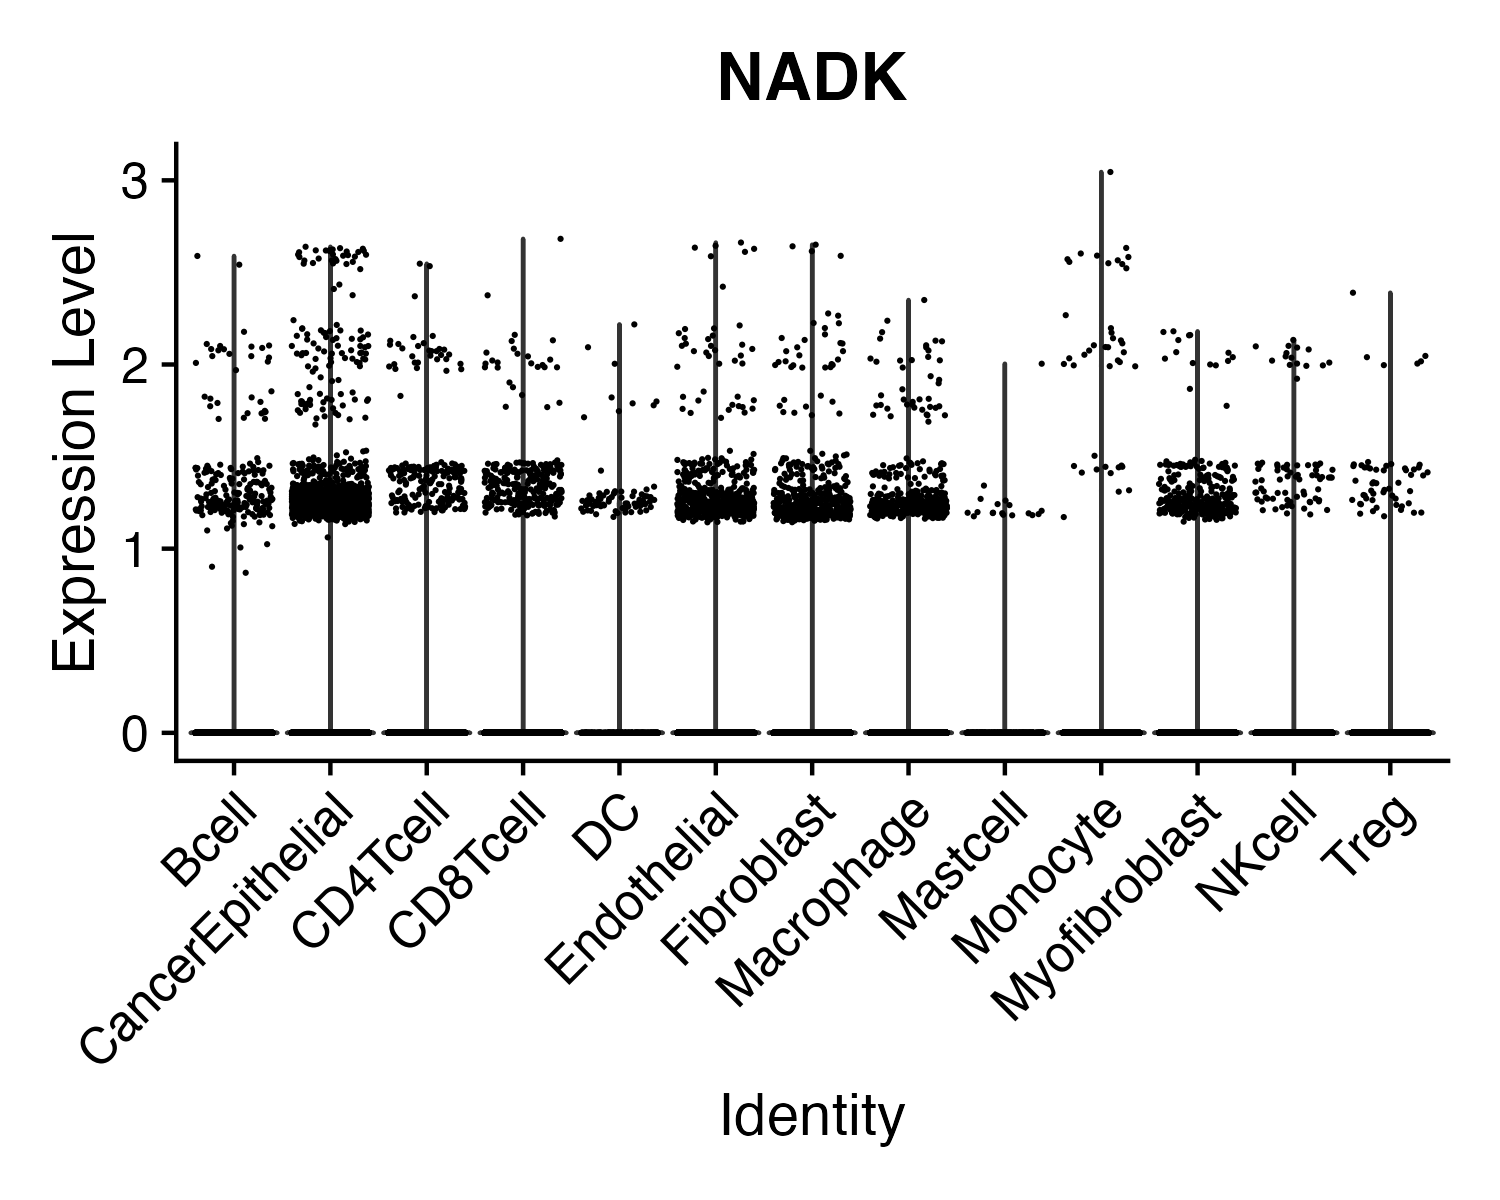 NADK
Expression Level
3
2
1
0
Bcell
CancerEpithelial
CD4Tcell
CD8Tcell
DC
Endothelial
Fibroblast
Macrophage
Mastcell
Monocyte
Myofibroblast
NKcell
Treg
Identity